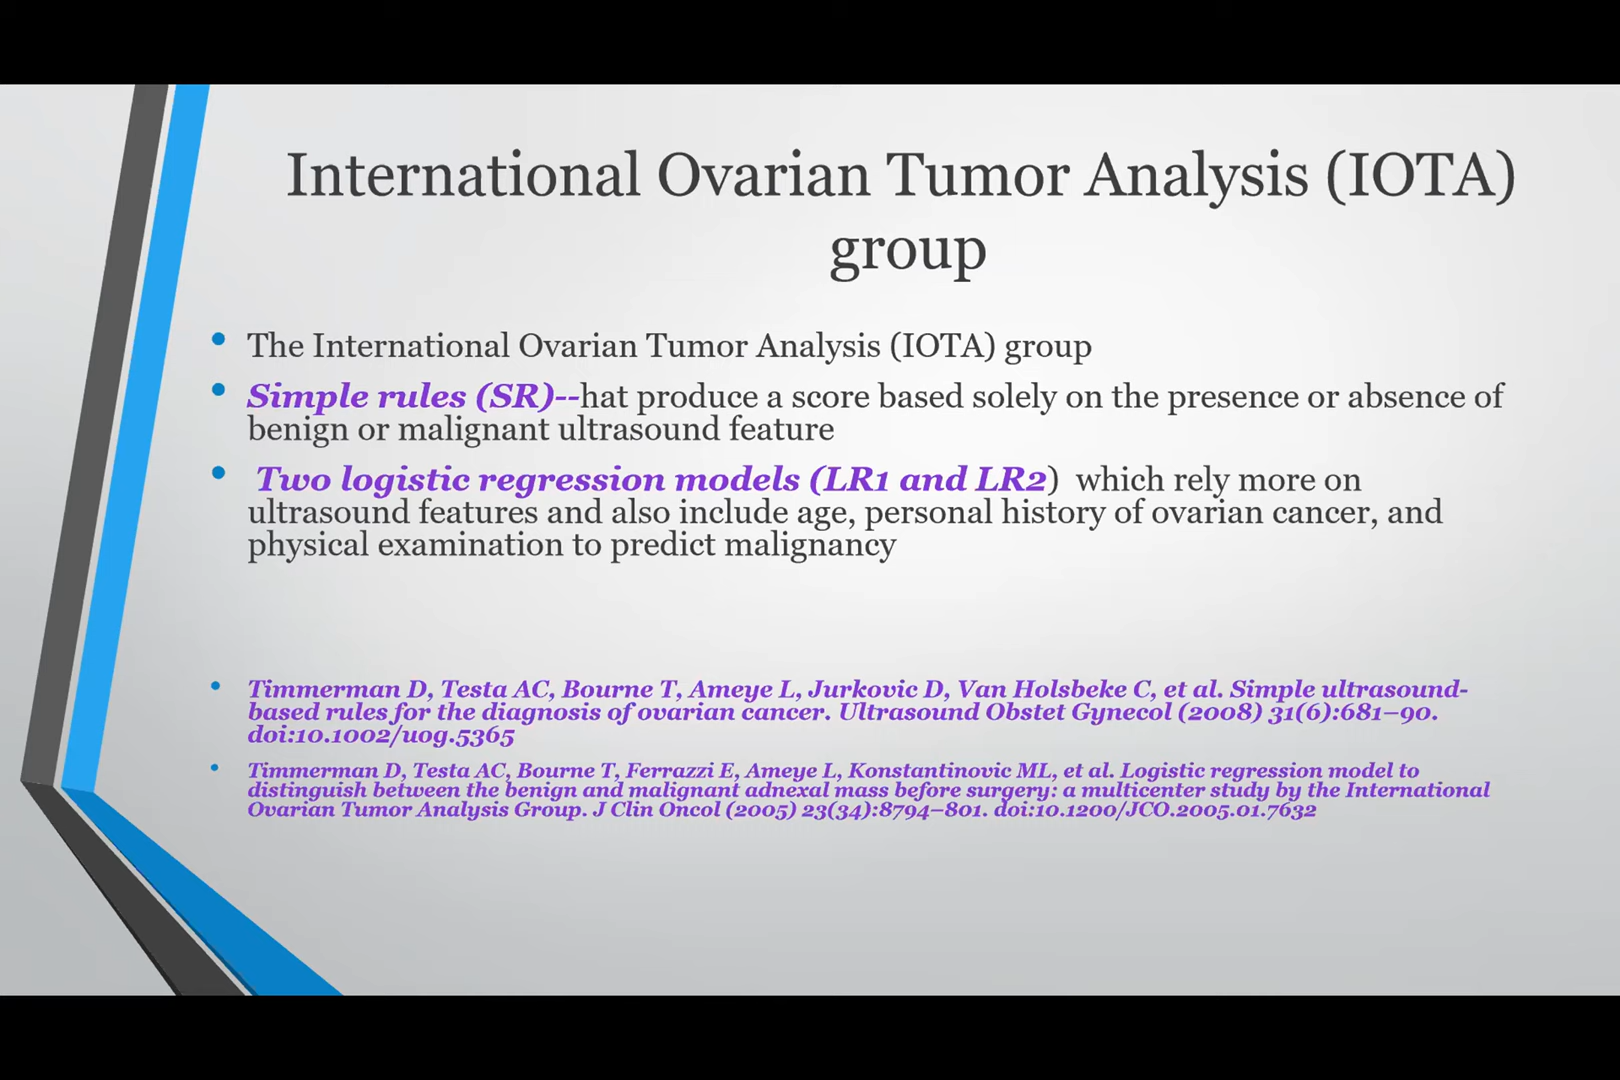 International Ovarian Tumor Analysis (IOTA)
group
The International Ovarian Tumor Analysis (IOTA) group
Simple rules (SR)--hat produce a score based solely on the presence or absence of
benign or malignant ultrasound feature
Two logistic regression models (LR1 and LR2) which rely more on
ultrasound features and also include age, personal history of ovarian cancer, and
physical examination to predict malignancy
Timmerman D, Testa AC, Bourne T, Ameye L, Jurkovic D, Van Holsbeke C, et al. Simple ultrasound-
based rules for the diagnosis of ovarian cancer. Ultrasound Obstet Gynecol (2008) 31(6):681–90.
doi:10.1002/uog.5365
Timmerman D, Testa AC, Bourne T, Ferrazzi E, Ameye L, Konstantinovic ML, et al. Logistic regression model to
distinguish between the benign and malignant adnexal mass before surgery: a multicenter study by the International
Ovarian Tumor Analysis Group. J Clin Oncol (2005) 23(34):8794–801. doi:10.1200/JCO.2005.01.7632